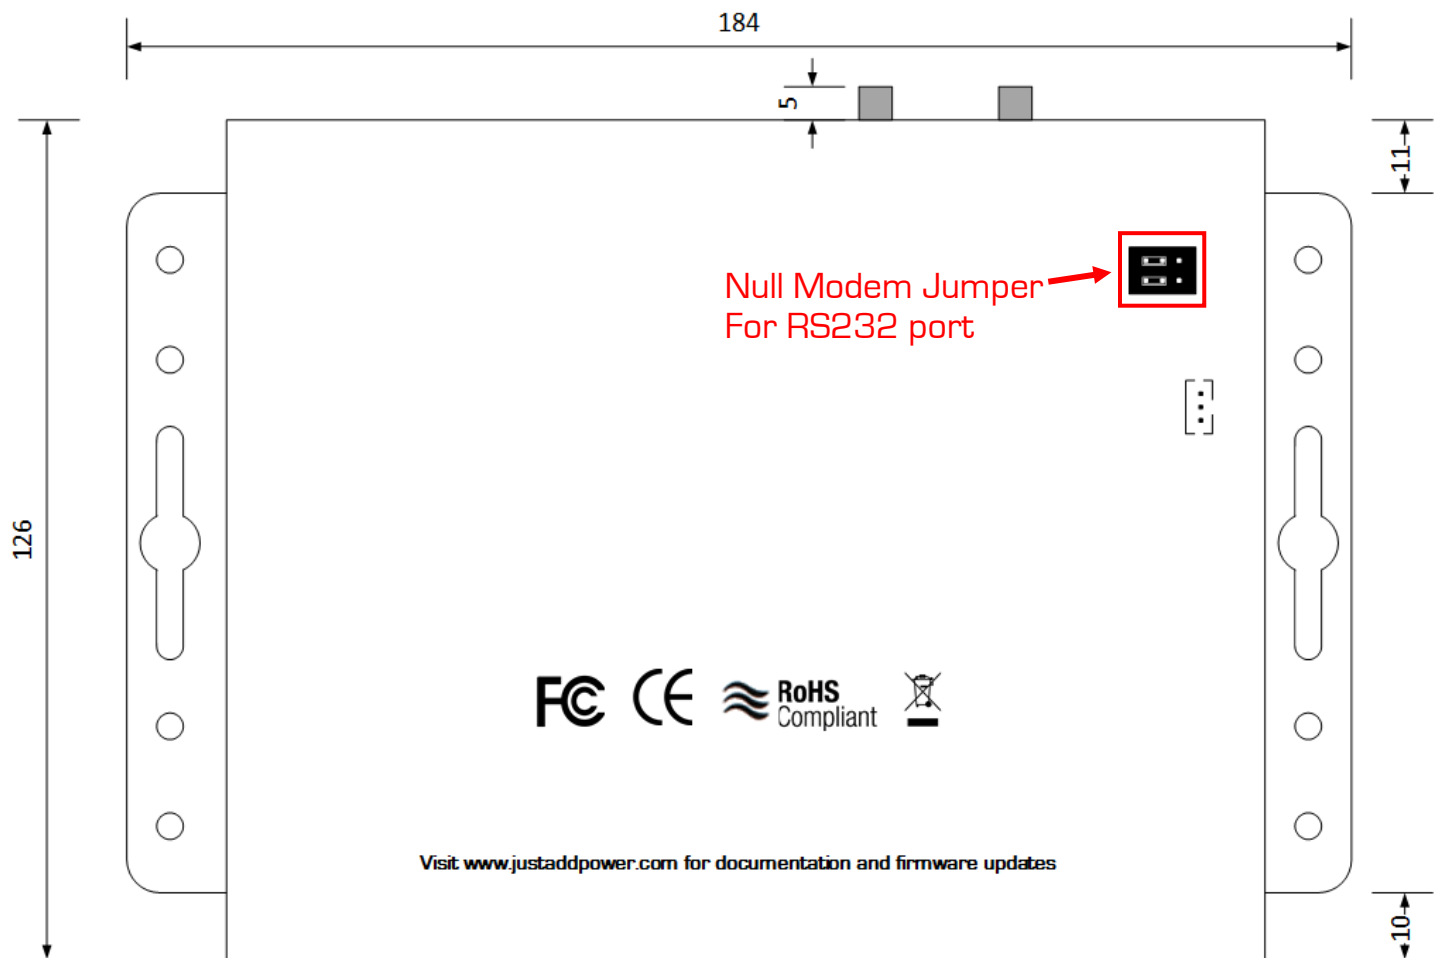 184
5
11
Null Modem Jumper
For RS232 port
126
FC CE RoHS
Compliant
Visit www.justaddpower.com for documentation and firmware updates
10